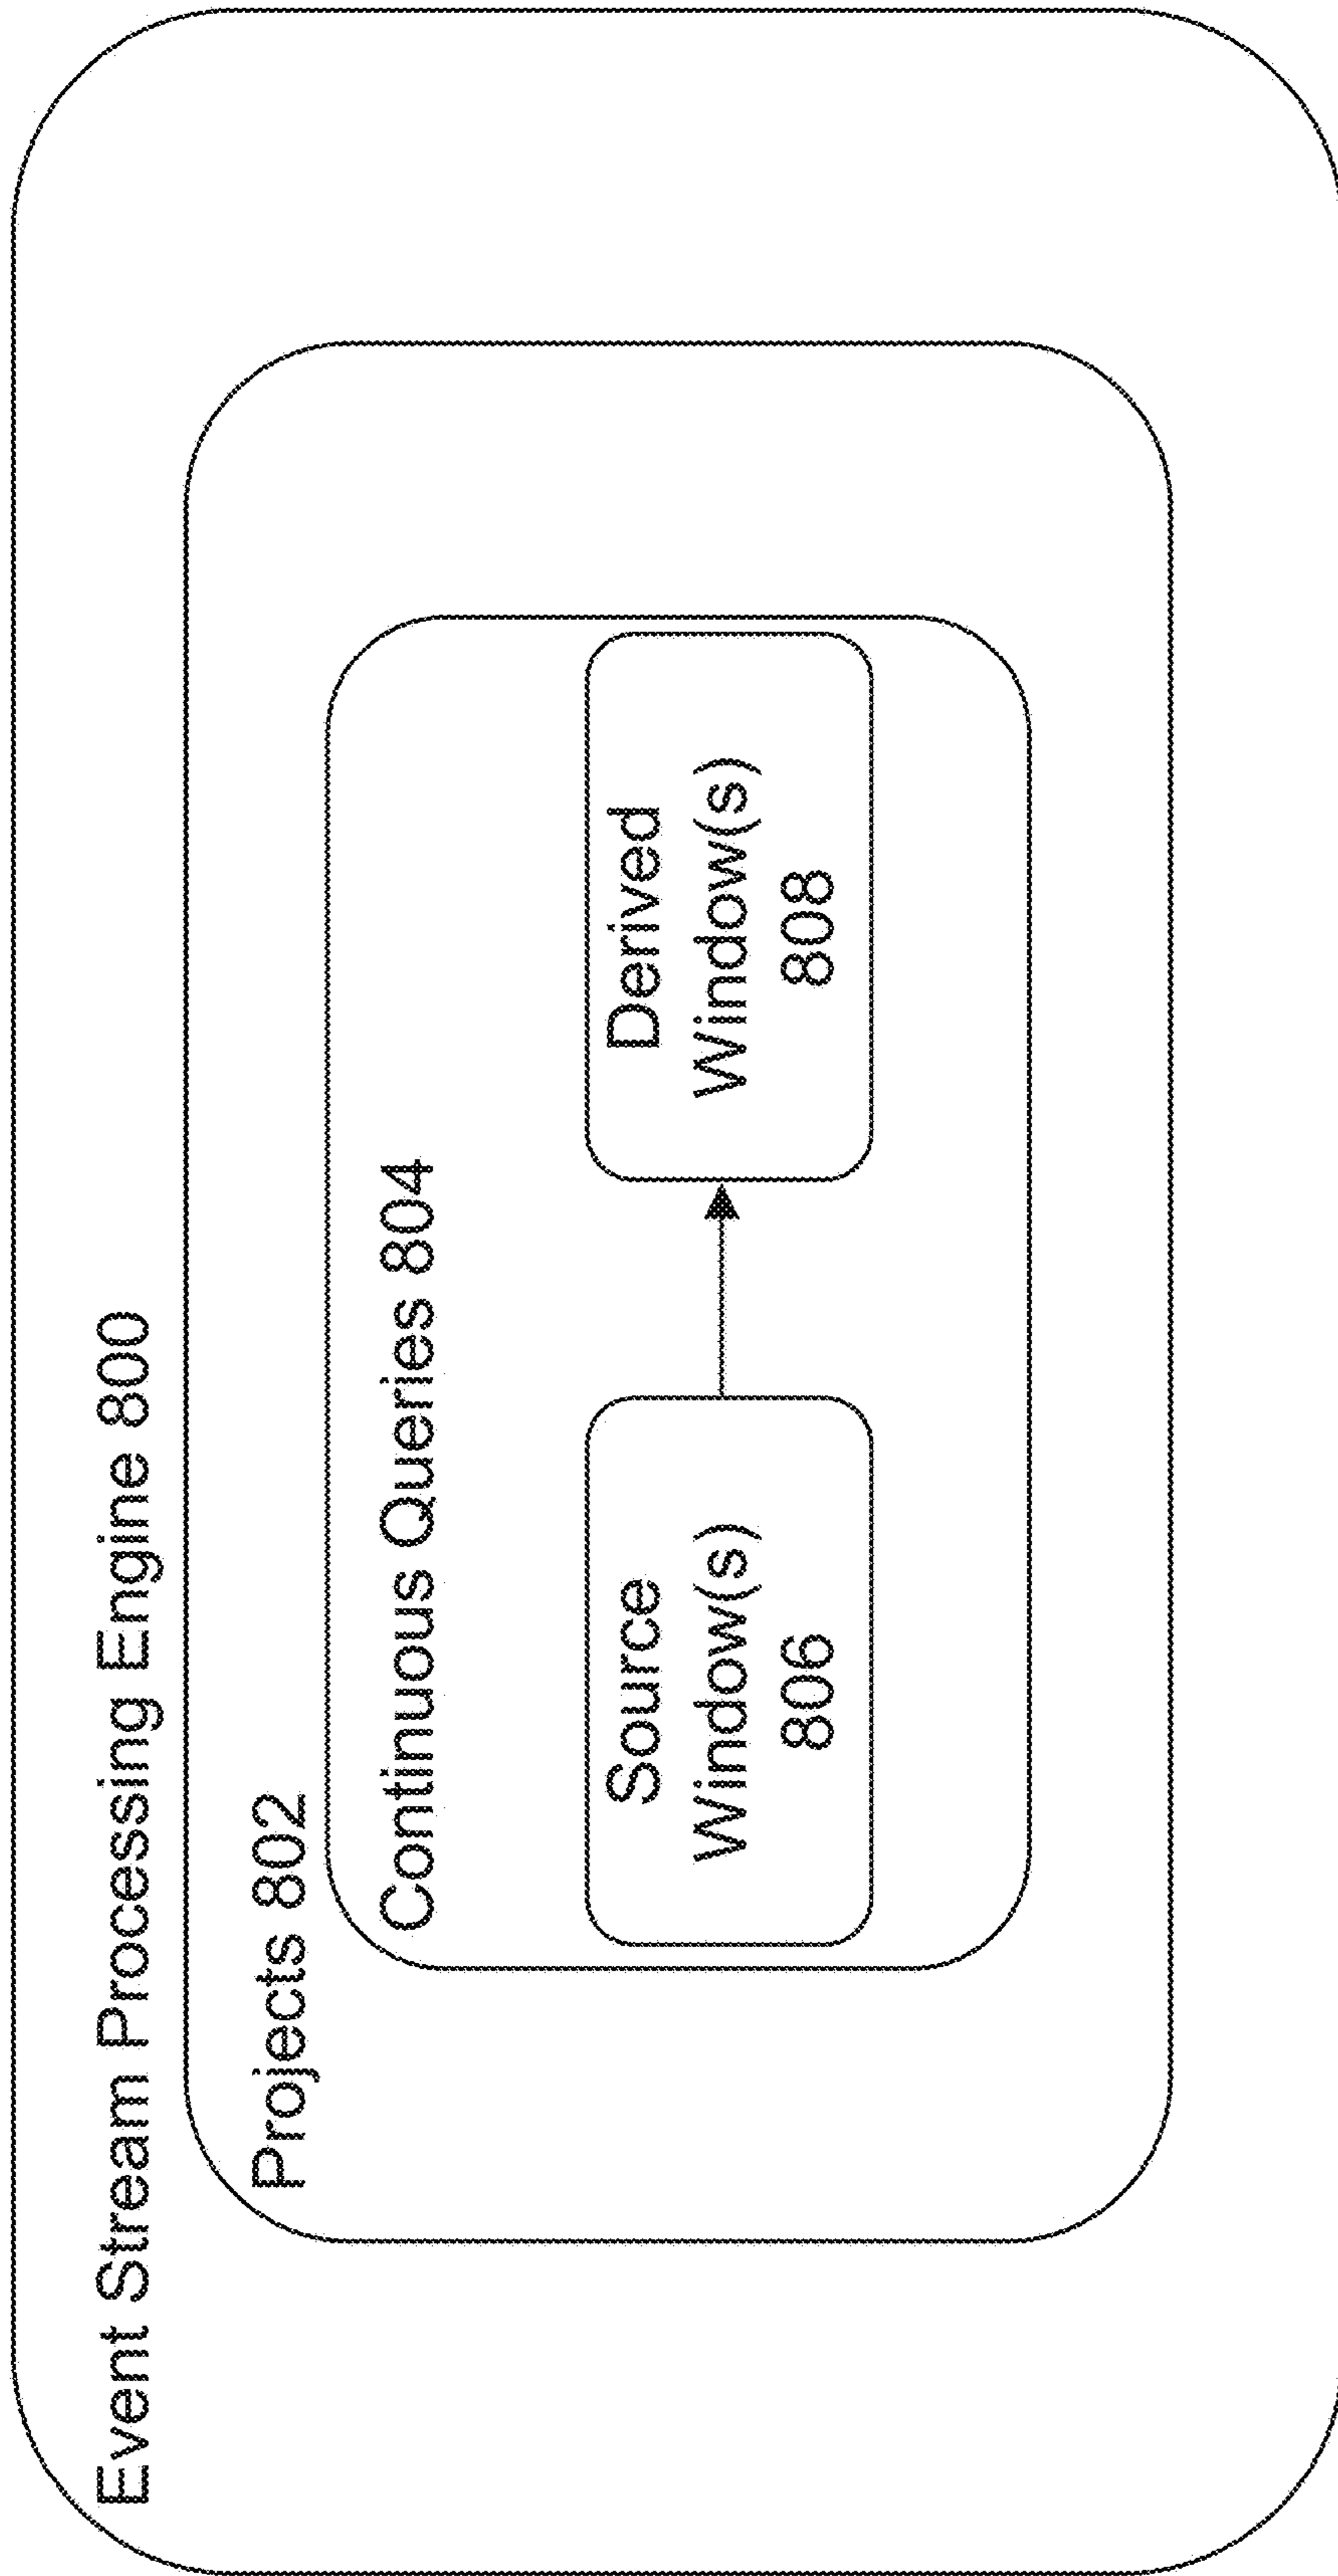 Event Stream Processing Engine 800
Projects 802
Continuous Queries 804
Source
Window(s)
806
Derived
Window(s)
808